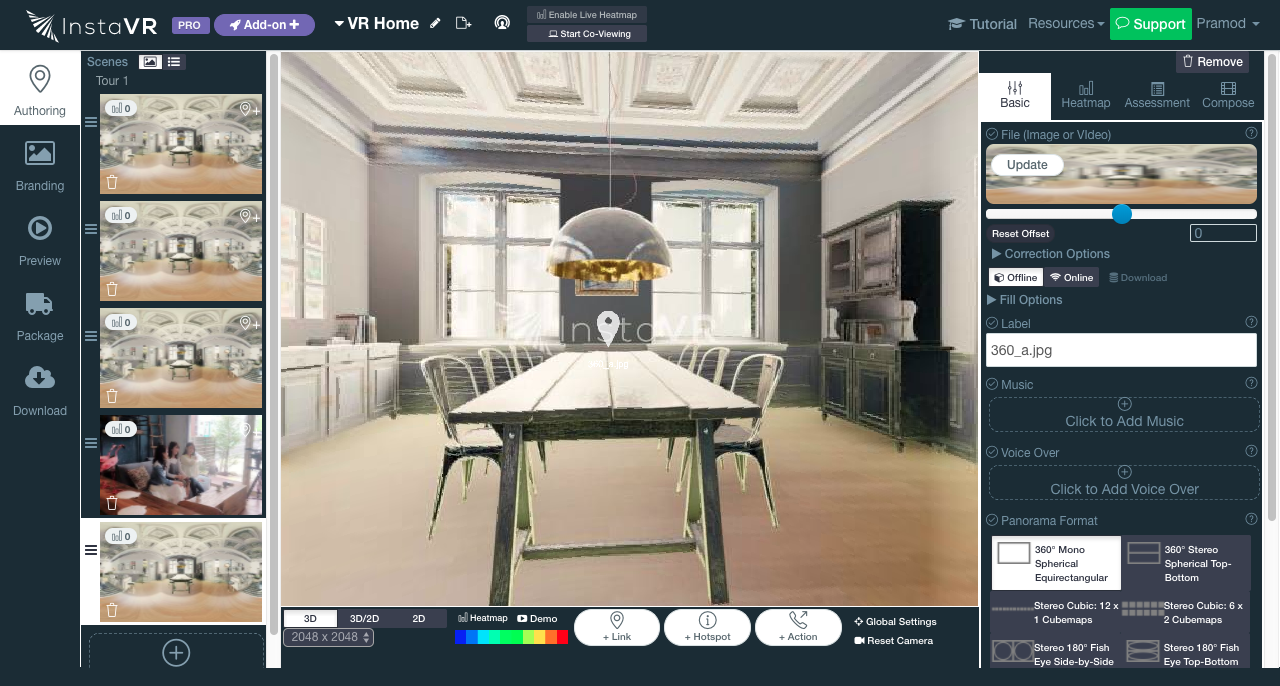 InstaVR
PRO
Add-on
VR Home
Enable Live Heatmap
Start Co-Viewing
Tutorial
Resources
Support
Pramod
Authoring
Branding
Preview
Package
Download
Scenes
Tour 1
0
0
0
0
0
InstaVR
3D
3D/2D
2D
2048 x 2048
Heatmap
Demo
+ Link
+ Hotspot
+ Action
Global Settings
Reset Camera
Remove
Basic
Heatmap
Assessment
Compose
File (Image or VIdeo)
Update
Reset Offset
0
Correction Options
Offline
Online
Download
Fill Options
Label
360_a.jpg
Music
Click to Add Music
Voice Over
Click to Add Voice Over
Panorama Format
360° Mono
Spherical
Equirectangular
360° Stereo
Spherical Top-
Bottom
Stereo Cubic: 12 x
1 Cubemaps
Stereo Cubic: 6 x
2 Cubemaps
Stereo 180° Fish
Eye Side-by-Side
Stereo 180° Fish
Eye Top-Bottom